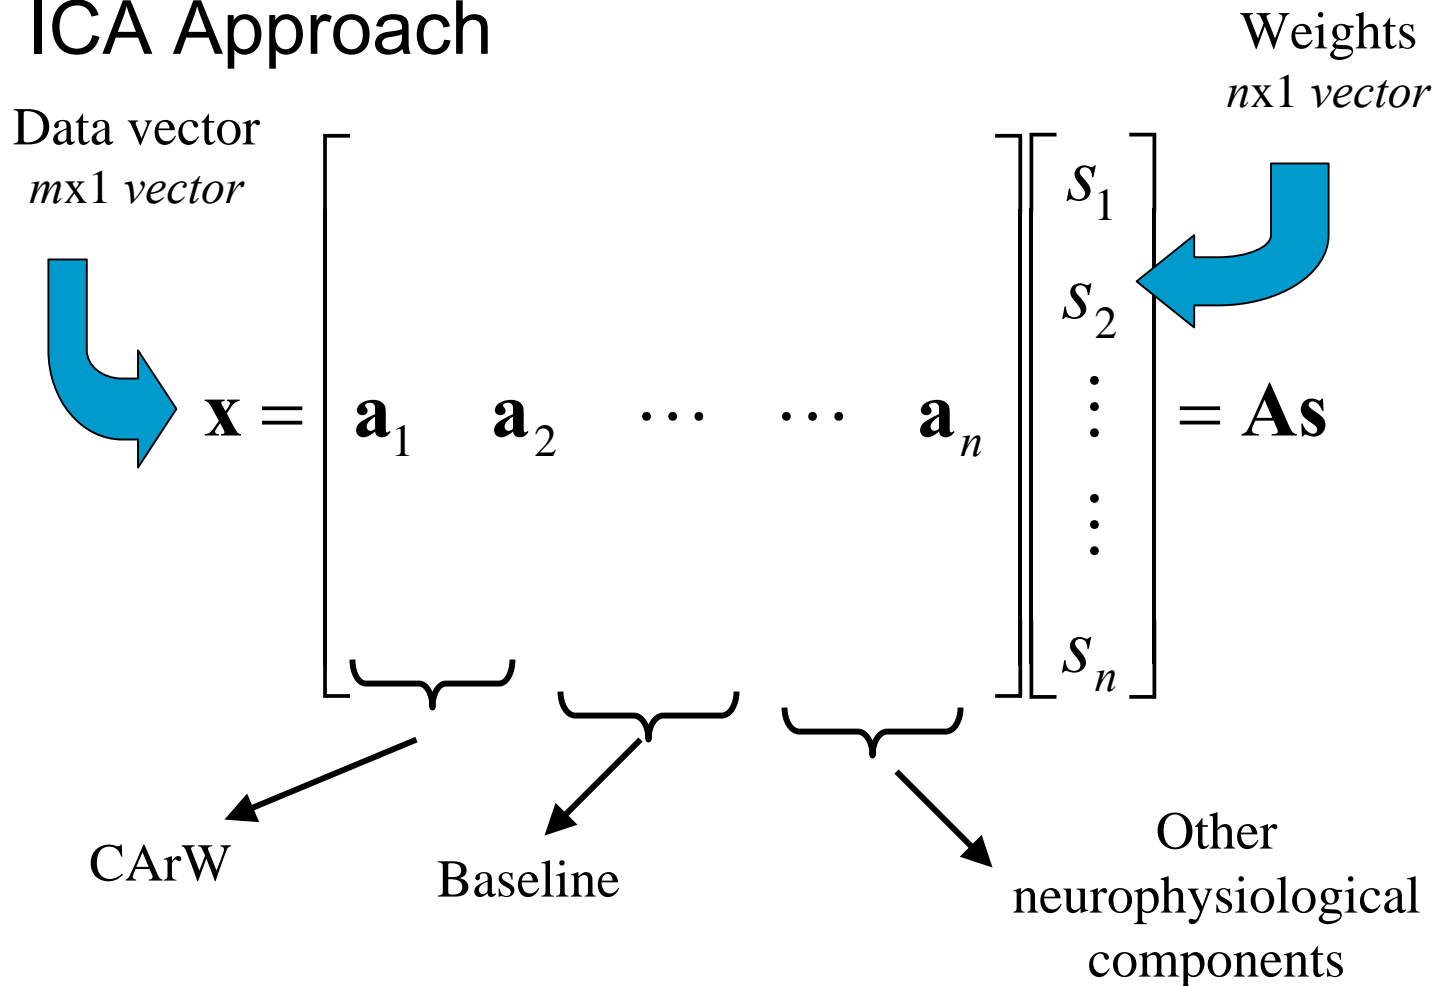 ICA Approach
Weights
nx1 vector
Data vector
mx1 vector
x = [ a₁ a₂ ⋯ ⋯ aₙ ] [ s₁ s₂ ⋮ ⋮ sₙ ] = As
CArW
Baseline
Other
neurophysiological
components